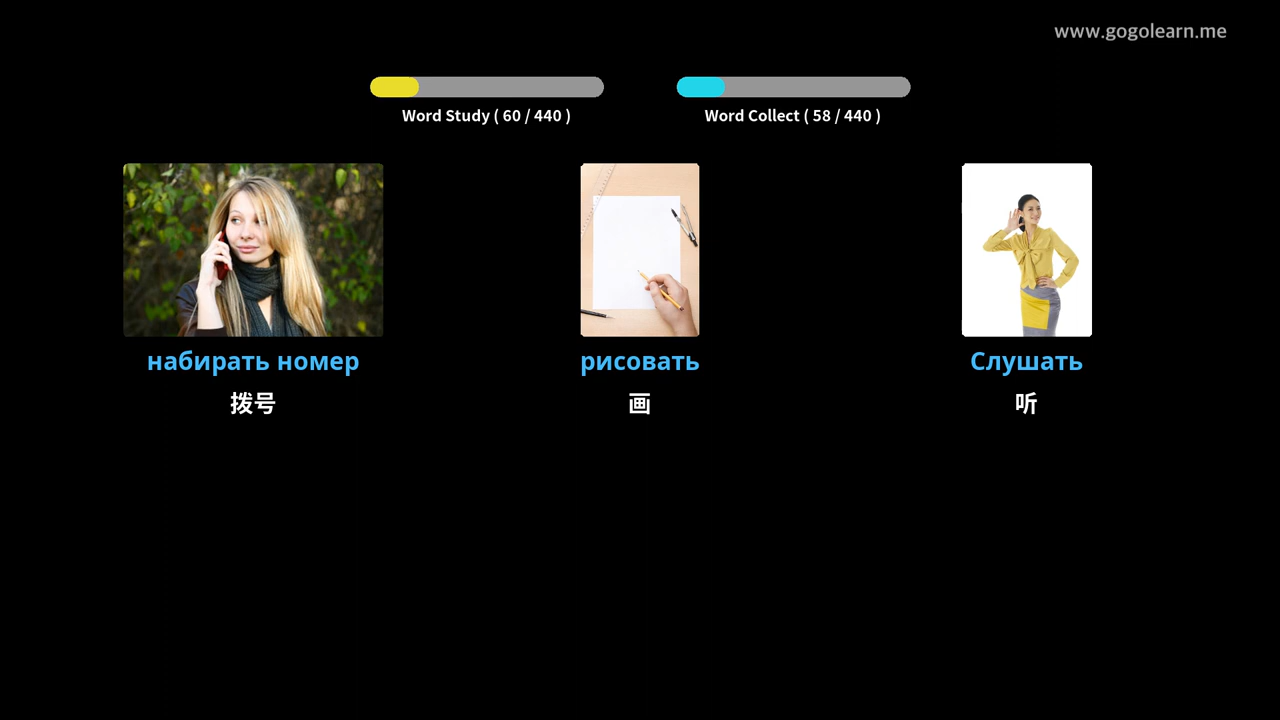 www.gogolearn.me
Word Study ( 60 / 440 )
Word Collect ( 58 / 440 )
набирать номер
рисовать
Слушать
拨号
画
听